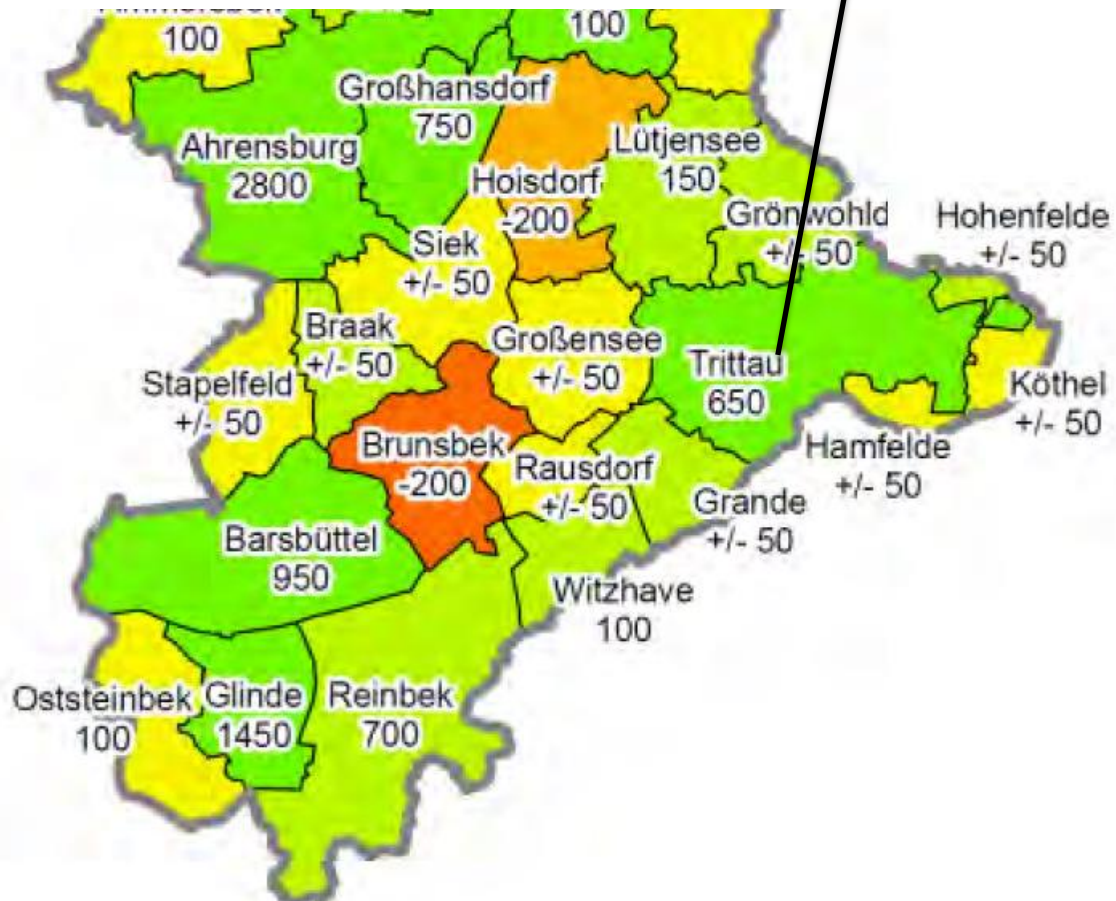 100
100
Großhansdorf
750
Ahrensburg
2800
Lütjensee
150
Hoisdorf
-200
Grönwohld
+/- 50
Hohenfelde
+/- 50
Siek
+/- 50
Braak
+/- 50
Großensee
+/- 50
Trittau
650
Stapelfeld
+/- 50
Köthel
+/- 50
Brunsbek
-200
Rausdorf
+/- 50
Hamfelde
+/- 50
Grande
+/- 50
Barsbüttel
950
Witzhave
100
Oststeinbek
100
Glinde
1450
Reinbek
700